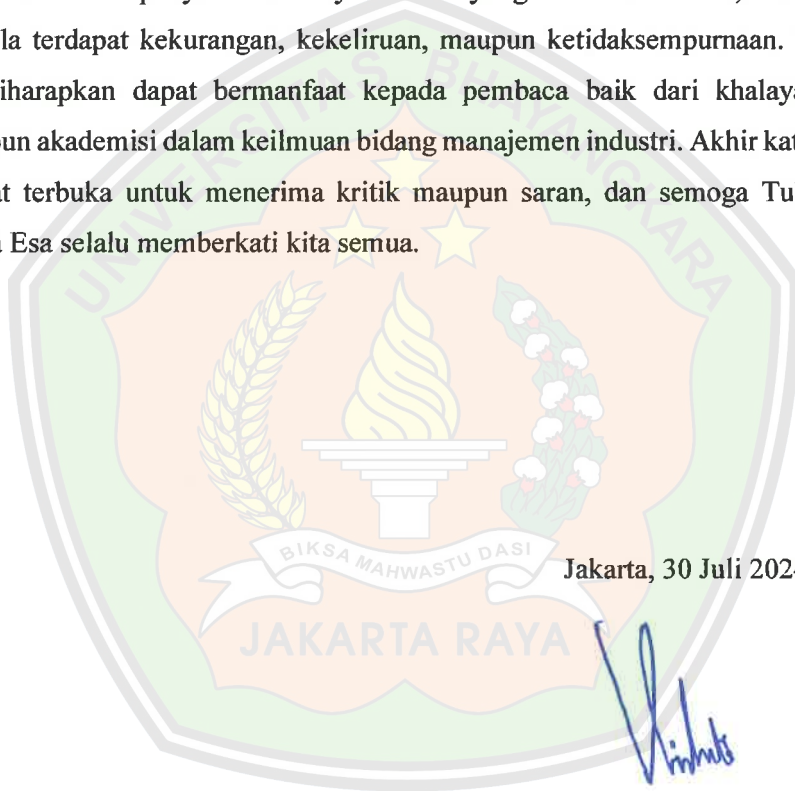 la terdapat kekurangan, kekeliruan, maupun ketidaksempurnaan.
iharapkan dapat bermanfaat kepada pembaca baik dari khalaya
un akademisi dalam keilmuan bidang manajemen industri. Akhir kat
t terbuka untuk menerima kritik maupun saran, dan semoga Tu
Esa selalu memberkati kita semua.
UNIVERSITAS BHAYANGKARA
BIKSA MAHWASTU DASI
Jakarta, 30 Juli 202
JAKARTA RAYA